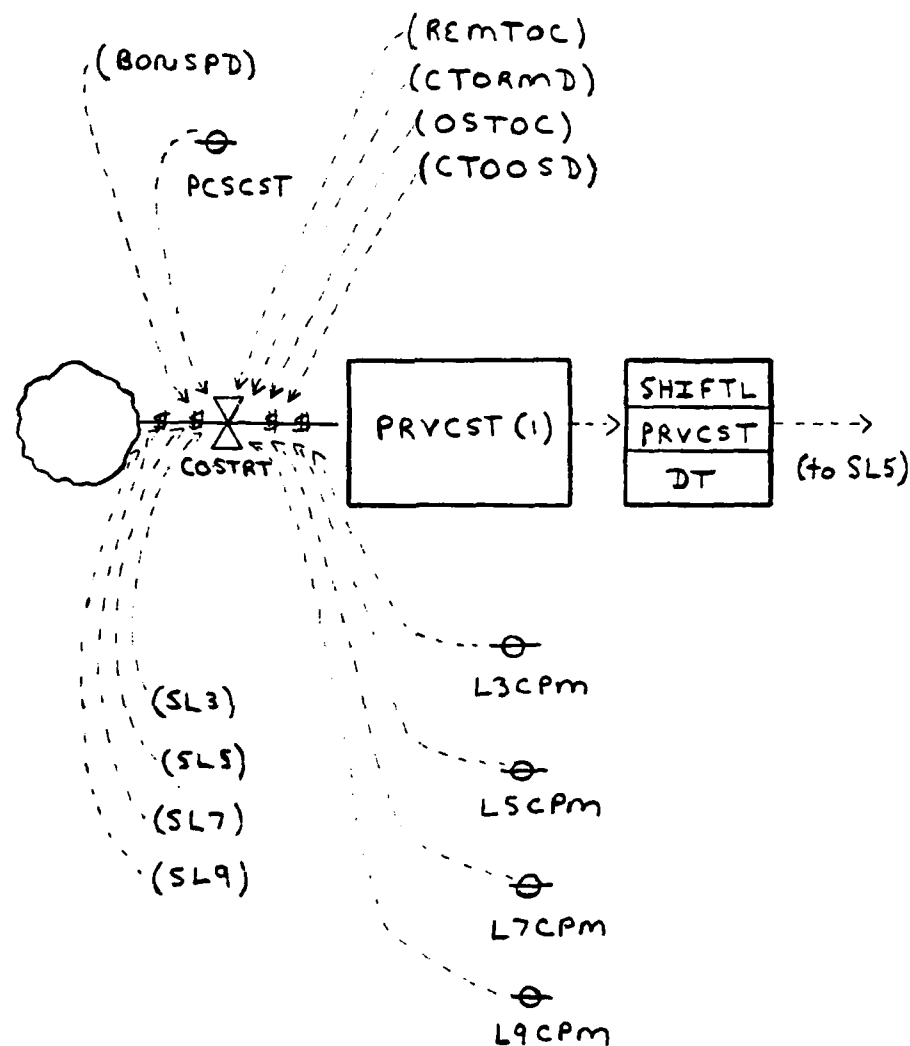 (REMTOC)
(BONSPD)
(CTORMD)
(OSTOC)
(CTOOSD)
PCSCST
$ $ $ $
COSTRT
PRVCST (1)
SHIFTL
PRVCST
DT
(to SL5)
L3CPM
(SL3)
(SL5)
L5CPM
(SL7)
(SL9)
L7CPM
L9CPM